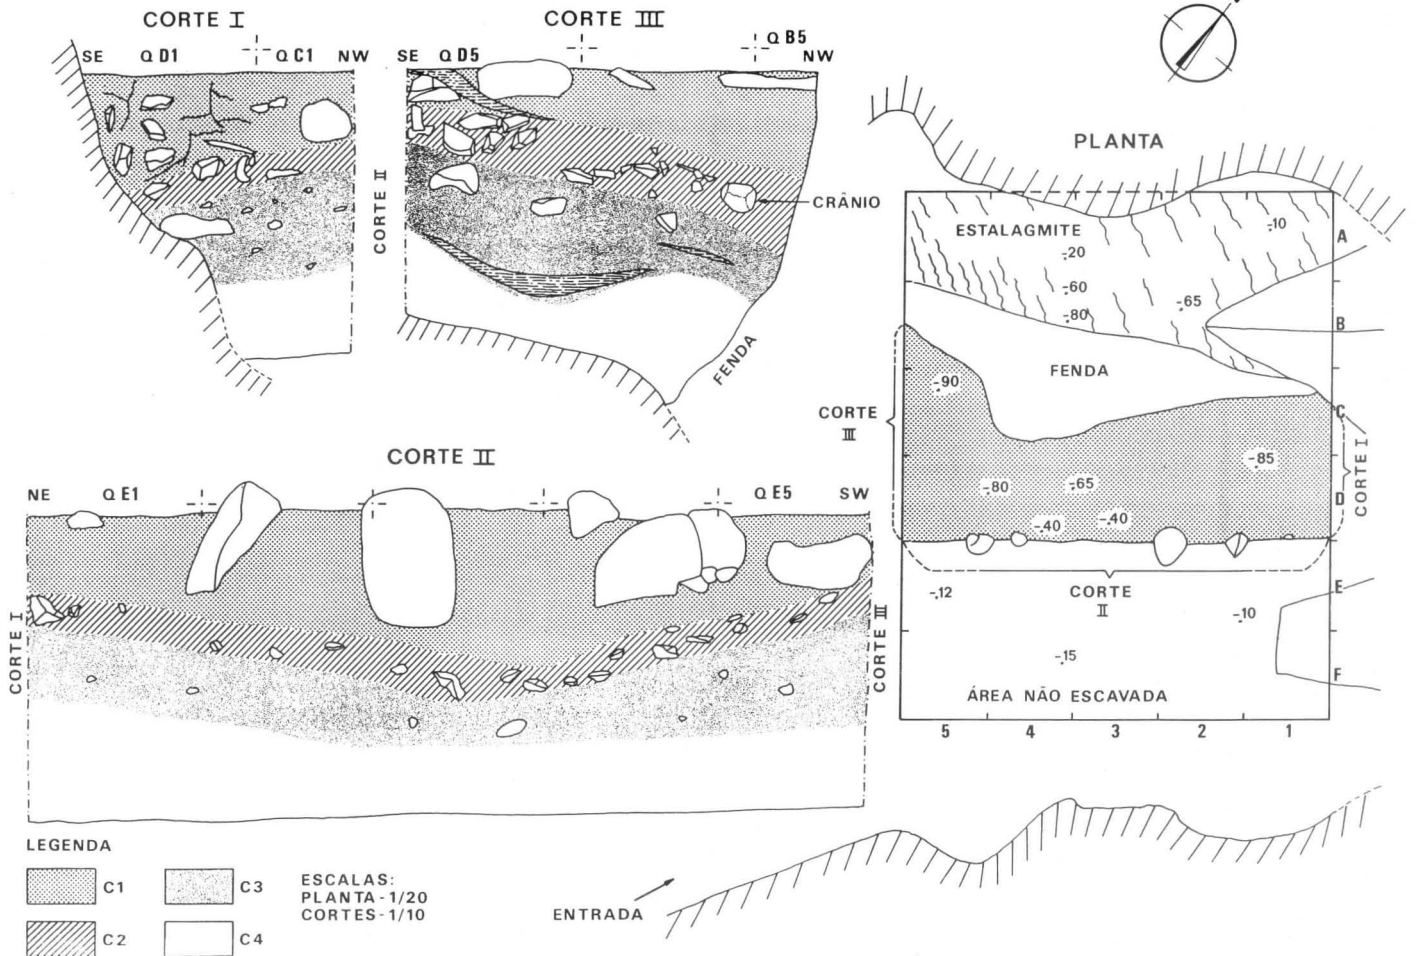 CORTE I
SE Q D1 Q C1 NW
CORTE II
CORTE III
Q B5
SE Q D5 NW
CRÂNIO
FENDA
PLANTA
ESTALAGMITE
-10
A
-20
-60
-65
-80
B
FENDA
-90
C
CORTE
III
-85
CORTE I
-80
-65
D
-40
-40
CORTE
II
-12
-10
E
-15
F
ÁREA NÃO ESCAVADA
5 4 3 2 1
CORTE II
NE Q E1 Q E5 SW
CORTE I
CORTE III
LEGENDA
C1
C3
C2
C4
ESCALAS:
PLANTA-1/20
CORTES-1/10
ENTRADA